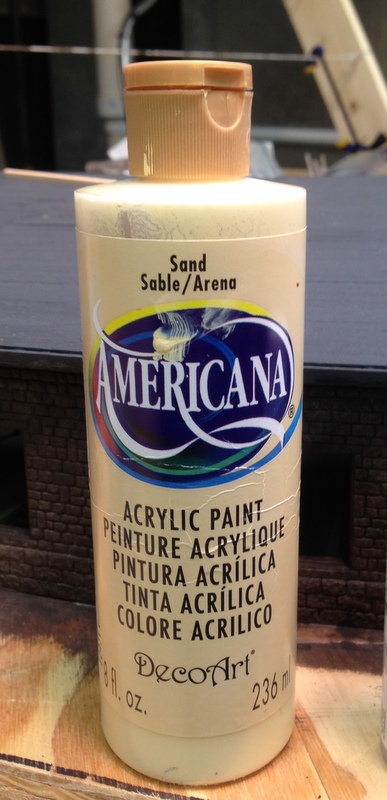 Sand
Sable/Arena
AMERICANA®
ACRYLIC PAINT
PEINTURE ACRYLIQUE
PINTURA ACRÍLICA
TINTA ACRÍLICA
COLORE ACRILICO
DecoArt®
8 fl. oz.
236 ml